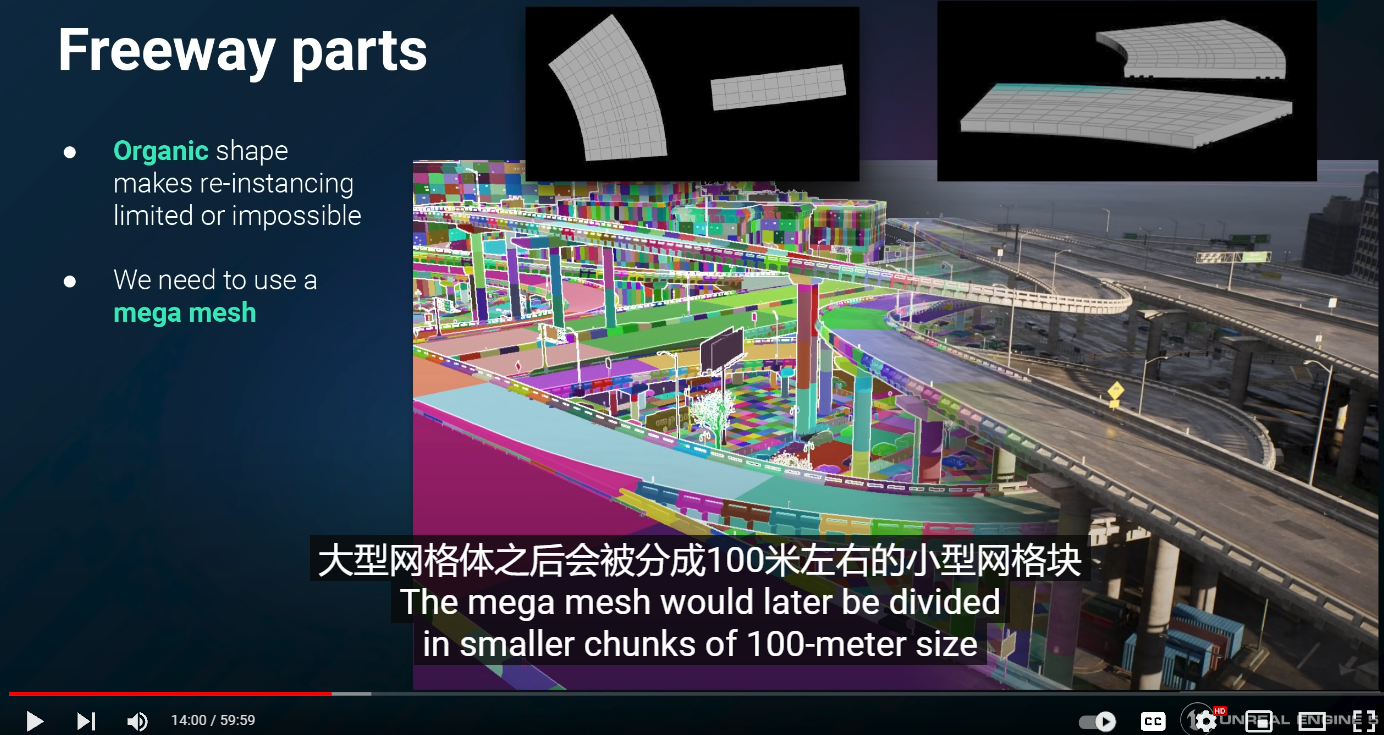 Freeway parts
● Organic shape
makes re-instancing
limited or impossible
● We need to use a
mega mesh
大型网格体之后会被分成100米左右的小型网格块
The mega mesh would later be divided
in smaller chunks of 100-meter size
14:00 / 59:59
CC
HD
UNREAL ENGINE 5